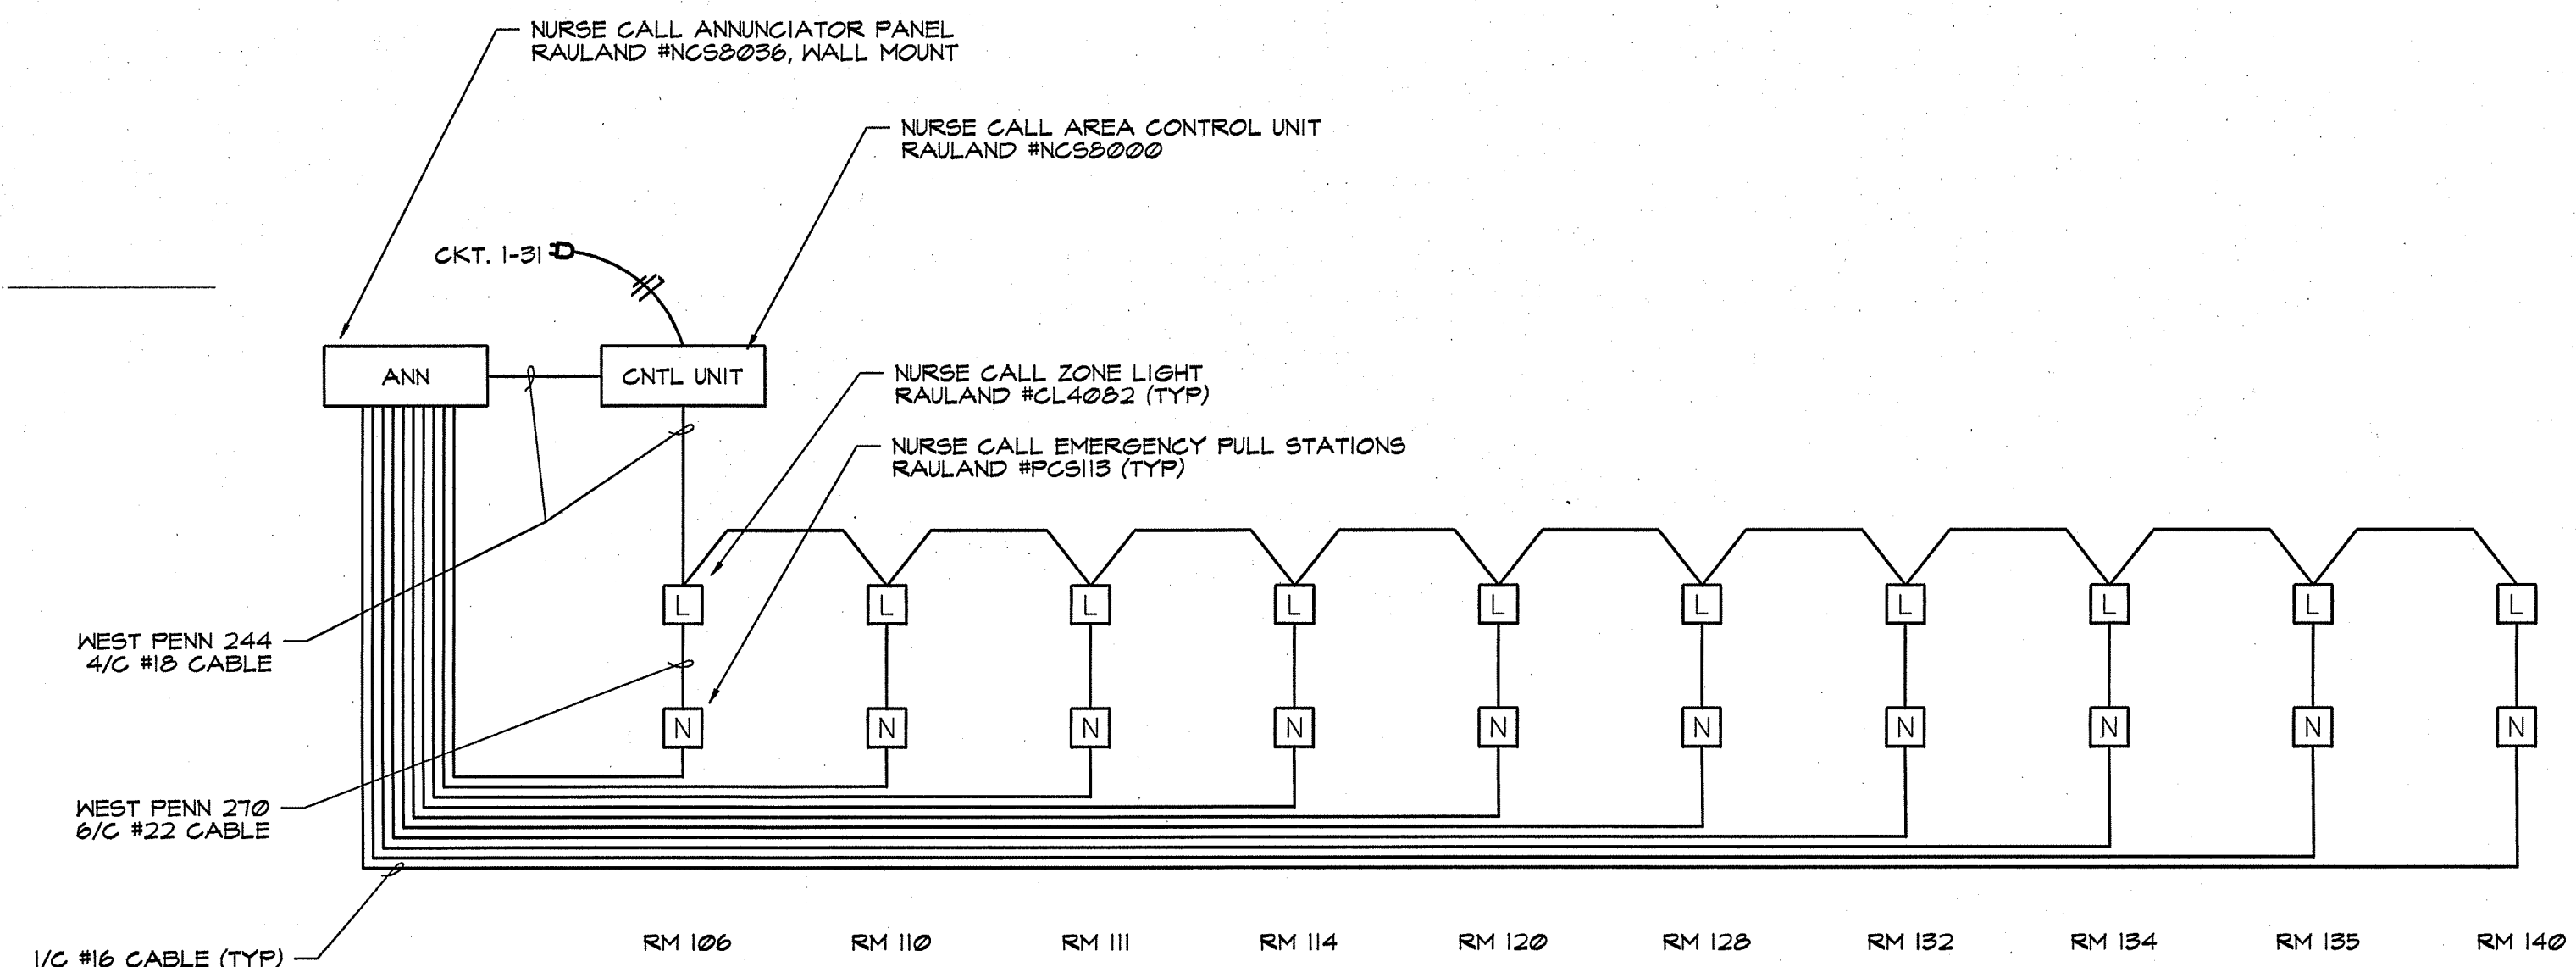 NURSE CALL ANNUNCIATOR PANEL
RAULAND #NCS8036, WALL MOUNT
NURSE CALL AREA CONTROL UNIT
RAULAND #NCS8000
CKT. 1-31
ANN
CNTL UNIT
NURSE CALL ZONE LIGHT
RAULAND #CL4082 (TYP)
NURSE CALL EMERGENCY PULL STATIONS
RAULAND #PCS113 (TYP)
L L L L L L L L L L
WEST PENN 244
4/C #18 CABLE
N N N N N N N N N N
WEST PENN 270
6/C #22 CABLE
RM 106 RM 110 RM 111 RM 114 RM 120 RM 128 RM 132 RM 134 RM 135 RM 140
1/C #16 CABLE (TYP)